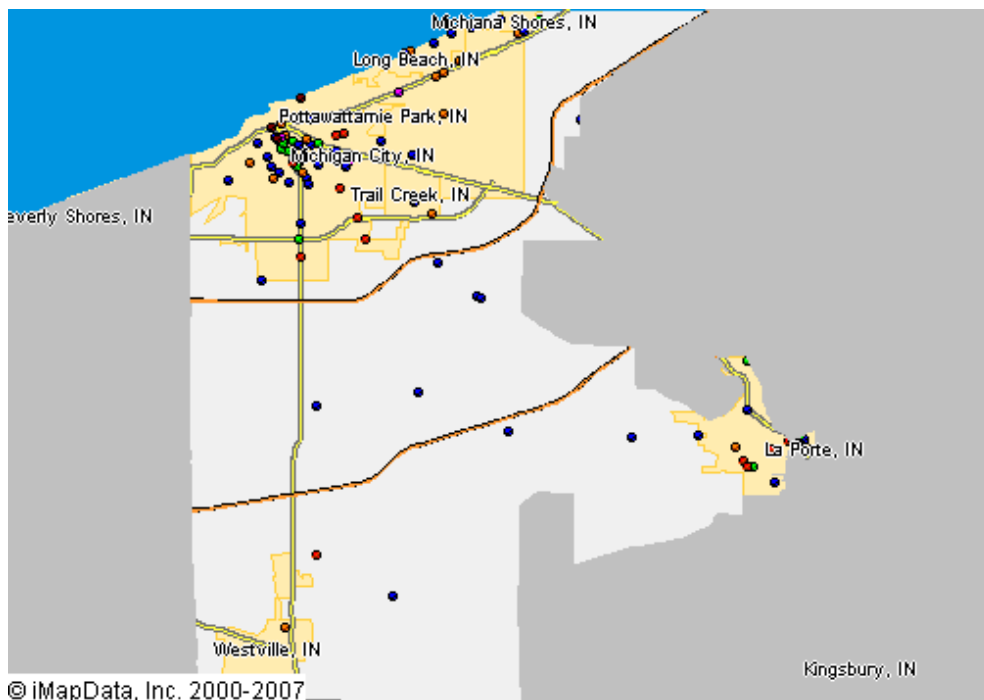 Michiana Shores, IN
Long Beach, IN
Pottawattamie Park, IN
Michigan City, IN
Trail Creek, IN
everly Shores, IN
La Porte, IN
Westville, IN
Kingsbury, IN
© iMapData, Inc. 2000-2007